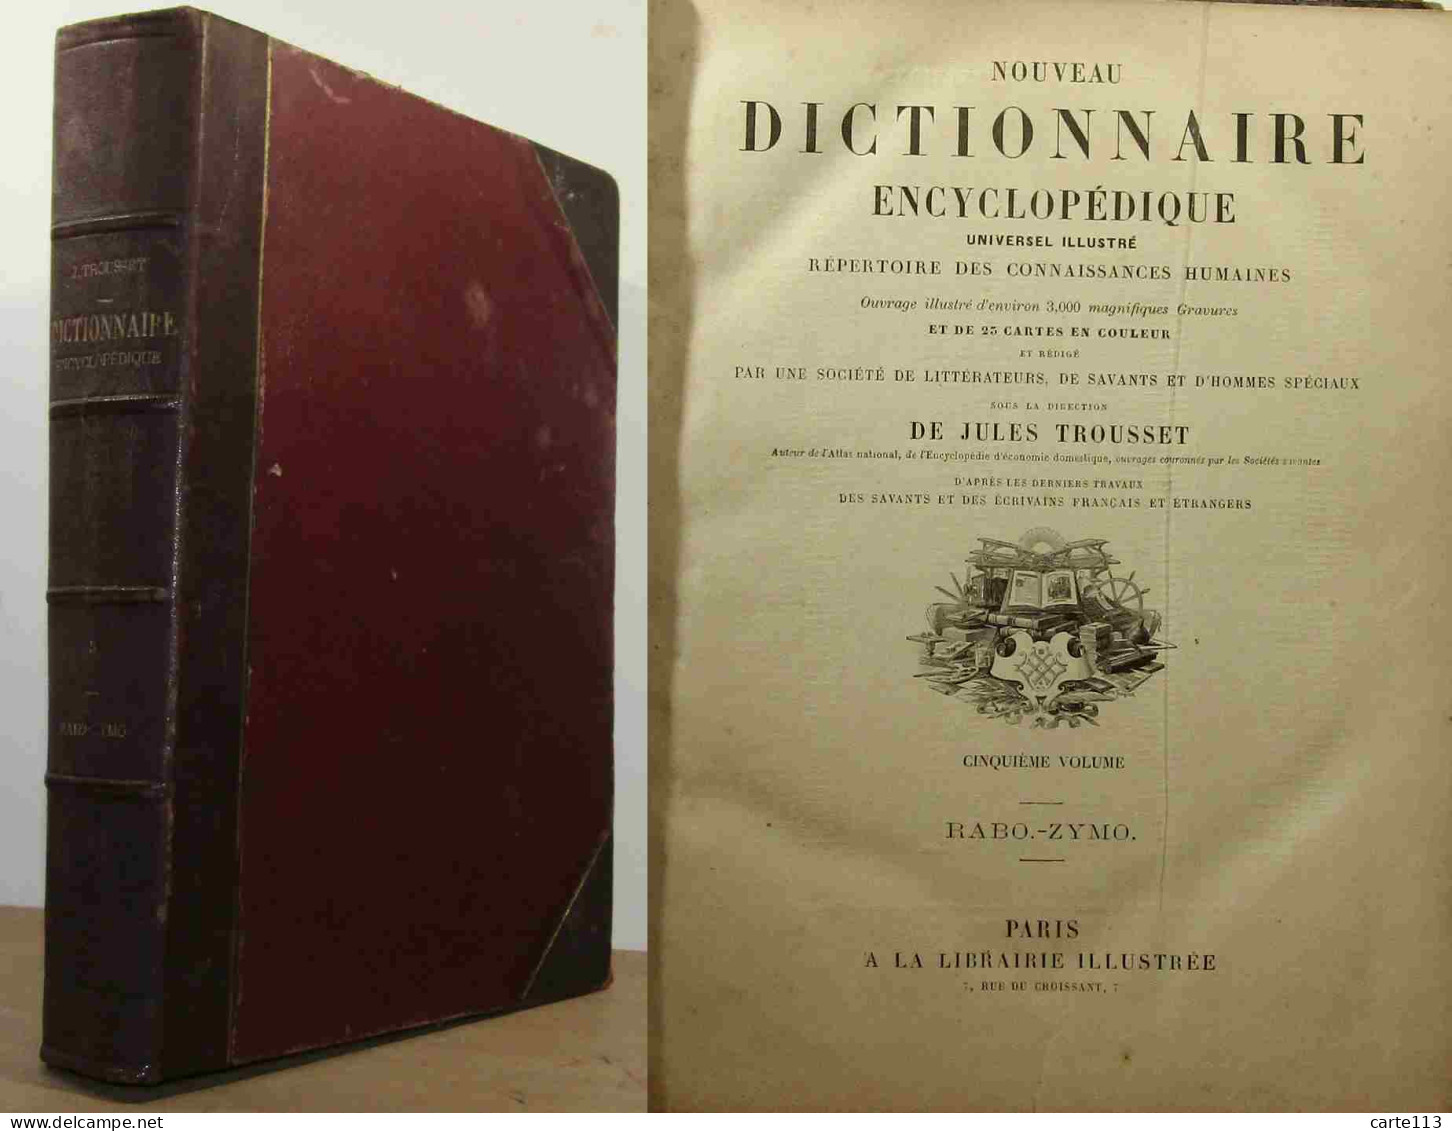 J. TROUSSET
DICTIONNAIRE
ENCYCLOPÉDIQUE
5
RABO-ZYMO
NOUVEAU
DICTIONNAIRE
ENCYCLOPÉDIQUE
UNIVERSEL ILLUSTRÉ
RÉPERTOIRE DES CONNAISSANCES HUMAINES
Ouvrage illustré d'environ 3,000 magnifiques Gravures
ET DE 25 CARTES EN COULEUR
ET RÉDIGÉ
PAR UNE SOCIÉTÉ DE LITTÉRATEURS, DE SAVANTS ET D'HOMMES SPÉCIAUX
SOUS LA DIRECTION
DE JULES TROUSSET
Auteur de l'Atlas national, de l'Encyclopédie d'économie domestique, ouvrages couronnés par les Sociétés savantes
D'APRÈS LES DERNIERS TRAVAUX
DES SAVANTS ET DES ÉCRIVAINS FRANÇAIS ET ÉTRANGERS
CINQUIÈME VOLUME
RABO.-ZYMO.
PARIS
A LA LIBRAIRIE ILLUSTRÉE
7, RUE DU CROISSANT, 7
carte113